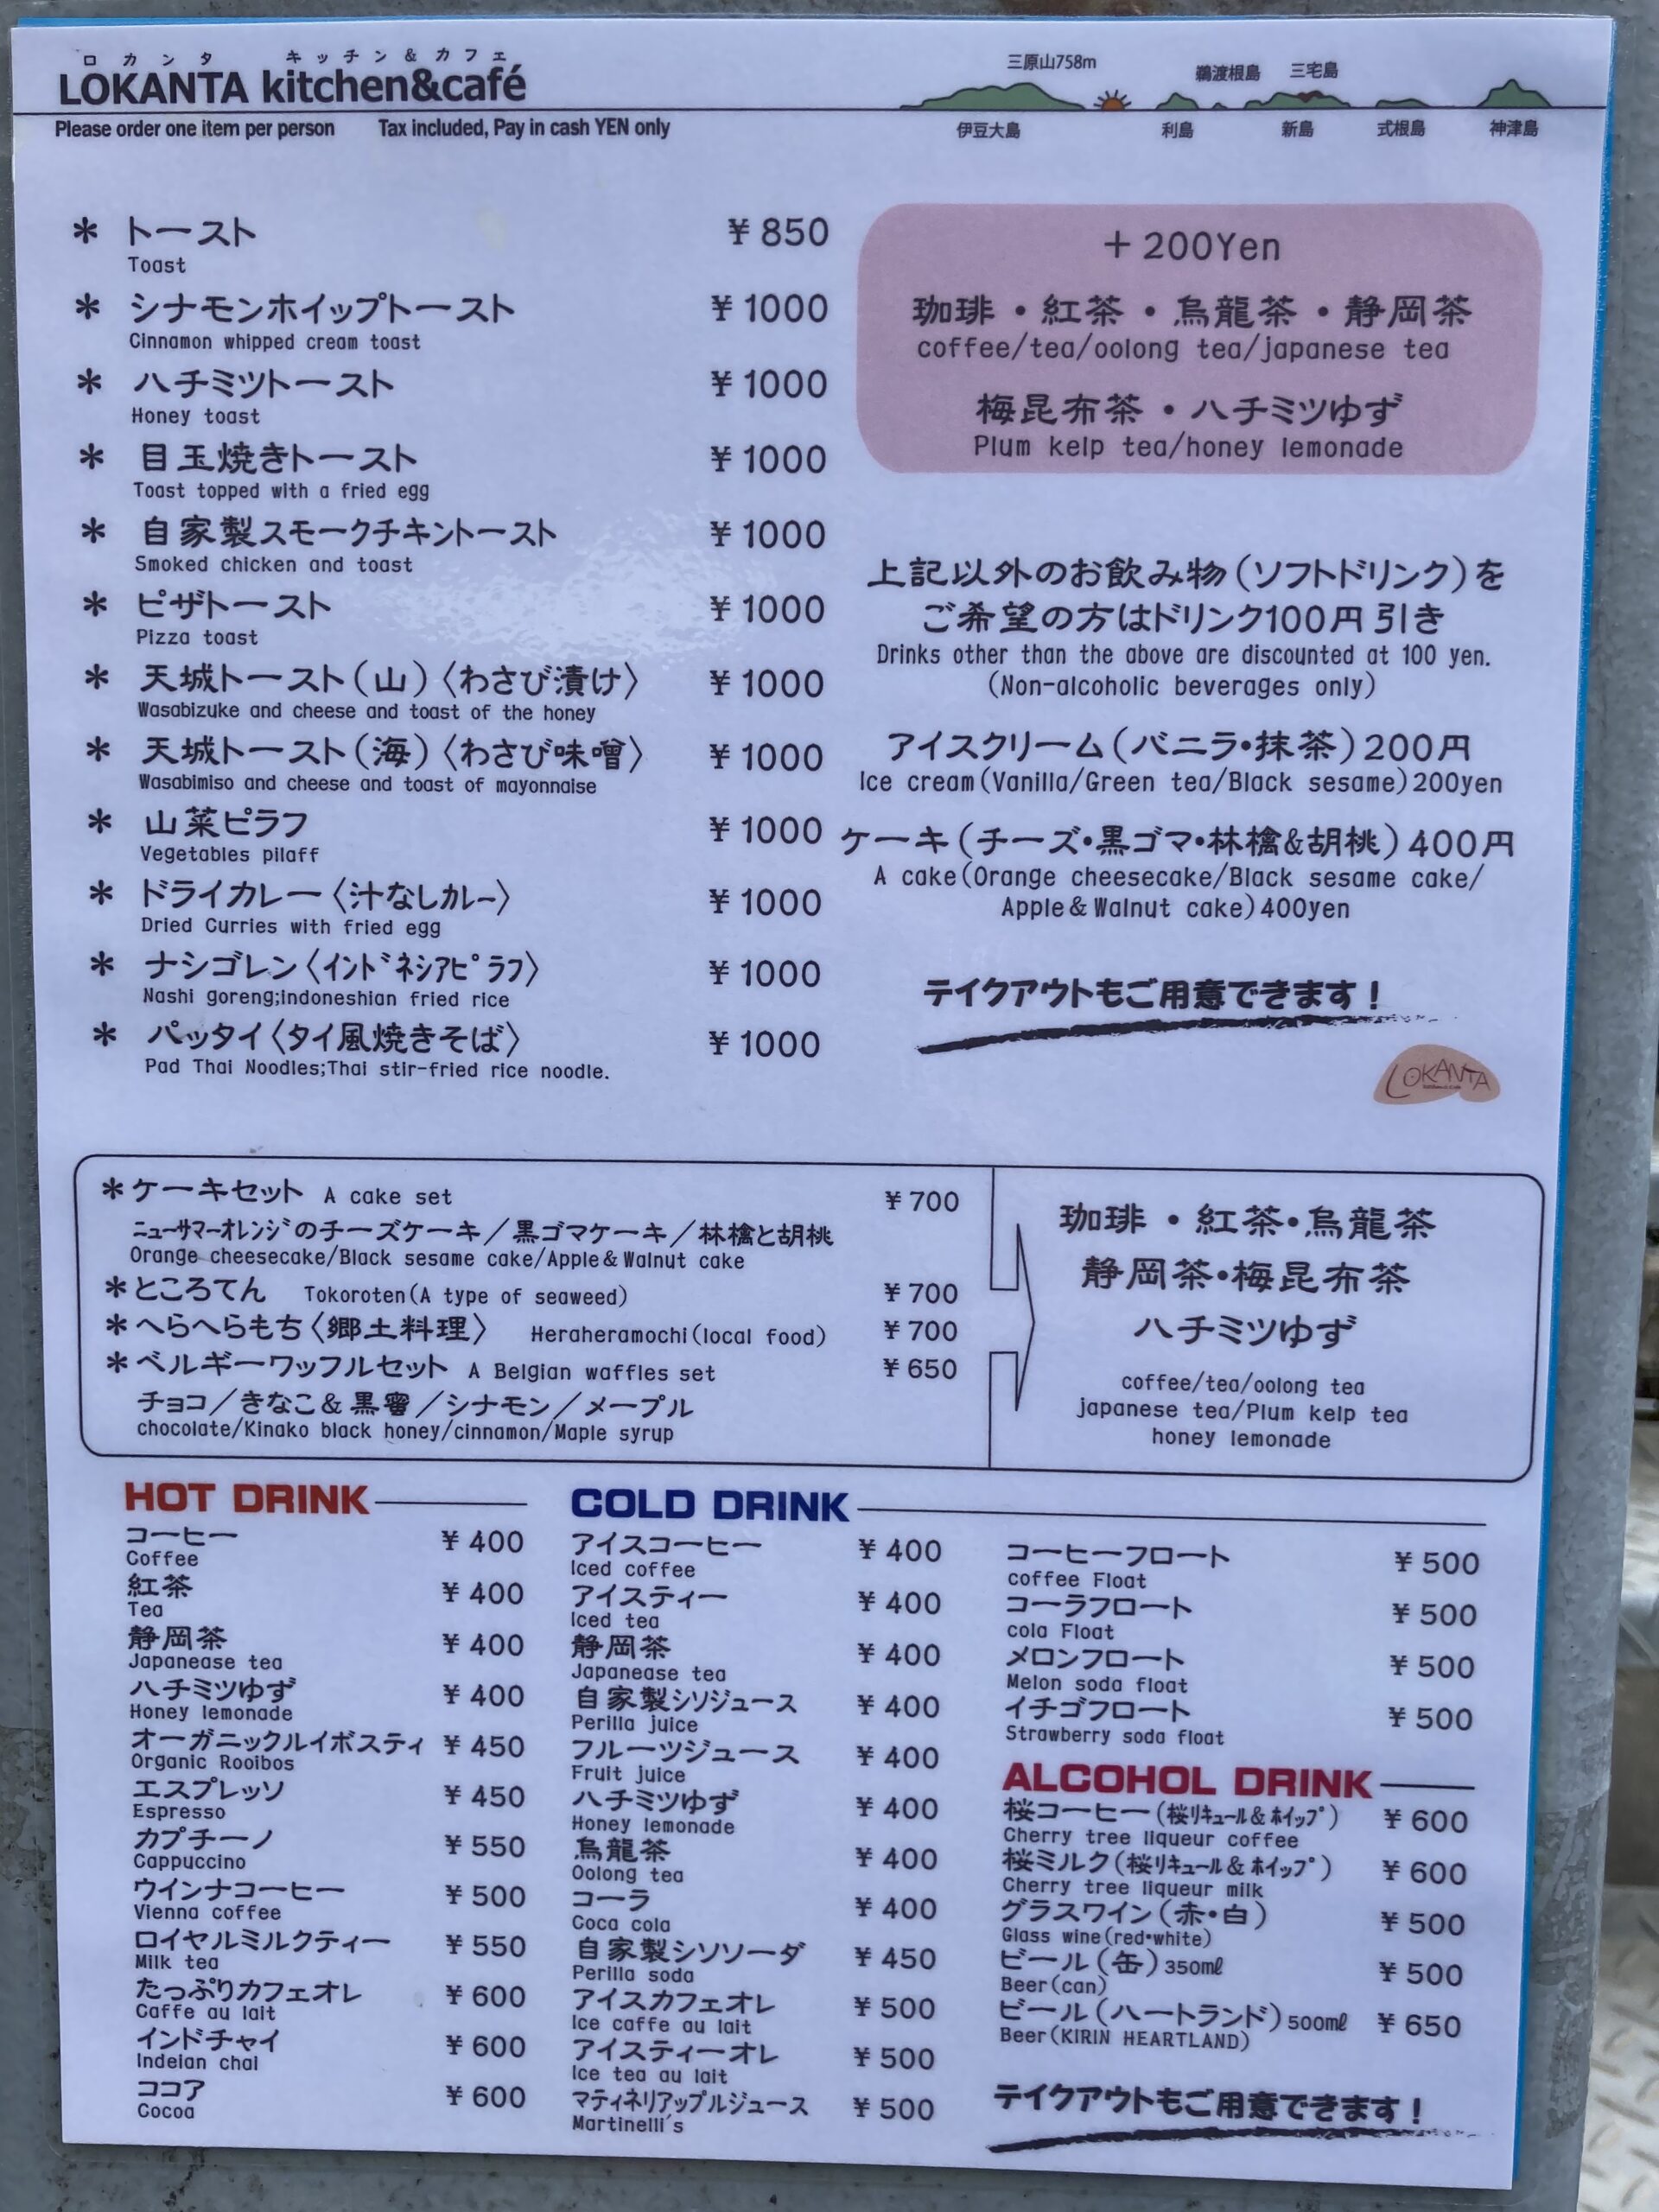 ロカンタ キッチン&カフェ
LOKANTA kitchen&café
Please order one item per person Tax included, Pay in cash YEN only
三原山758m 鵜渡根島 三宅島
伊豆大島 利島 新島 式根島 神津島
* トースト ¥850
Toast
* シナモンホイップトースト ¥1000
Cinnamon whipped cream toast
* ハチミツトースト ¥1000
Honey toast
* 目玉焼きトースト ¥1000
Toast topped with a fried egg
* 自家製スモークチキントースト ¥1000
Smoked chicken and toast
* ピザトースト ¥1000
Pizza toast
* 天城トースト(山)〈わさび漬け〉 ¥1000
Wasabizuke and cheese and toast of the honey
* 天城トースト(海)〈わさび味噌〉 ¥1000
Wasabimiso and cheese and toast of mayonnaise
* 山菜ピラフ ¥1000
Vegetables pilaff
* ドライカレー〈汁なしカレー〉 ¥1000
Dried Curries with fried egg
* ナシゴレン〈インドネシアピラフ〉 ¥1000
Nashi goreng;Indoneshian fried rice
* パッタイ〈タイ風焼きそば〉 ¥1000
Pad Thai Noodles;Thai stir-fried rice noodle.
+200Yen
珈琲・紅茶・烏龍茶・静岡茶
coffee/tea/oolong tea/japanese tea
梅昆布茶・ハチミツゆず
Plum kelp tea/honey lemonade
上記以外のお飲み物(ソフトドリンク)を
ご希望の方はドリンク100円引き
Drinks other than the above are discounted at 100 yen.
(Non-alcoholic beverages only)
アイスクリーム(バニラ・抹茶)200円
Ice cream(Vanilla/Green tea/Black sesame)200yen
ケーキ(チーズ・黒ゴマ・林檎&胡桃)400円
A cake(Orange cheesecake/Black sesame cake/
Apple&Walnut cake)400yen
テイクアウトもご用意できます!
LOKANTA
*ケーキセット A cake set ¥700
ニューサマーオレンジのチーズケーキ/黒ゴマケーキ/林檎と胡桃
Orange cheesecake/Black sesame cake/Apple&Walnut cake
*ところてん Tokoroten(A type of seaweed) ¥700
*へらへらもち〈郷土料理〉 Heraheramochi(local food) ¥700
*ベルギーワッフルセット A Belgian waffles set ¥650
チョコ/きなこ&黒蜜/シナモン/メープル
chocolate/Kinako black honey/cinnamon/Maple syrup
珈琲・紅茶・烏龍茶
静岡茶・梅昆布茶
ハチミツゆず
coffee/tea/oolong tea
japanese tea/Plum kelp tea
honey lemonade
HOT DRINK
コーヒー ¥400
Coffee
紅茶 ¥400
Tea
静岡茶 ¥400
Japanease tea
ハチミツゆず ¥400
Honey lemonade
オーガニックルイボスティ ¥450
Organic Rooibos
エスプレッソ ¥450
Espresso
カプチーノ ¥550
Cappuccino
ウインナコーヒー ¥500
Vienna coffee
ロイヤルミルクティー ¥550
Milk tea
たっぷりカフェオレ ¥600
Caffe au lait
インドチャイ ¥600
Indeian chai
ココア ¥600
Cocoa
COLD DRINK
アイスコーヒー ¥400
Iced coffee
アイスティー ¥400
Iced tea
静岡茶 ¥400
Japanease tea
自家製シソジュース ¥400
Perilla juice
フルーツジュース ¥400
Fruit juice
ハチミツゆず ¥400
Honey lemonade
烏龍茶 ¥400
Oolong tea
コーラ ¥400
Coca cola
自家製シソソーダ ¥450
Perilla soda
アイスカフェオレ ¥500
Ice caffe au lait
アイスティーオレ ¥500
Ice tea au lait
マティネリアップルジュース ¥500
Martinelli's
コーヒーフロート ¥500
coffee Float
コーラフロート ¥500
cola Float
メロンフロート ¥500
Melon soda float
イチゴフロート ¥500
Strawberry soda float
ALCOHOL DRINK
桜コーヒー(桜リキュール&ホイップ) ¥600
Cherry tree liqueur coffee
桜ミルク(桜リキュール&ホイップ) ¥600
Cherry tree liqueur milk
グラスワイン(赤・白) ¥500
Glass wine(red・white)
ビール(缶)350㎖ ¥500
Beer(can)
ビール(ハートランド)500㎖ ¥650
Beer(KIRIN HEARTLAND)
テイクアウトもご用意できます!